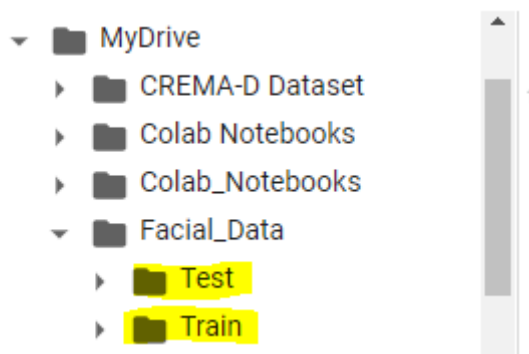 MyDrive
CREMA-D Dataset
Colab Notebooks
Colab_Notebooks
Facial_Data
Test
Train